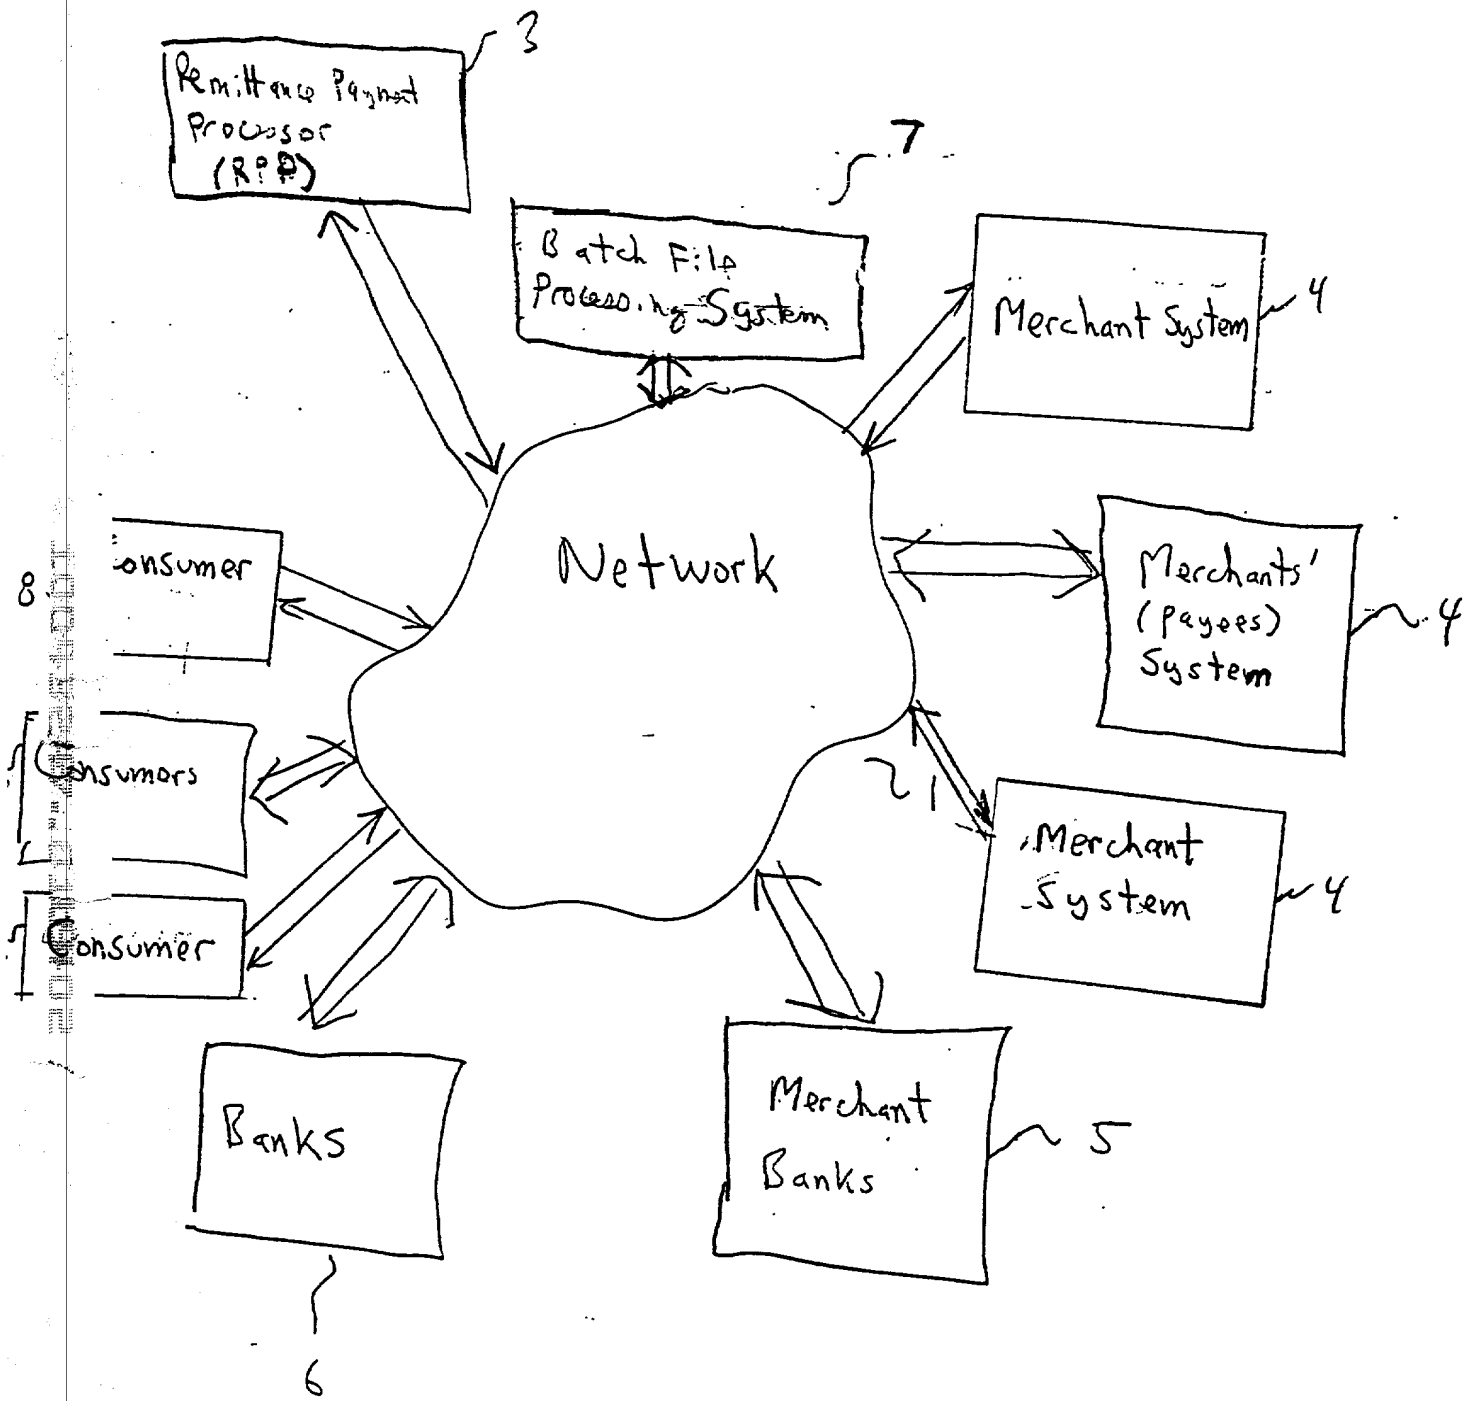 3
Remittance Payment
Processor
(RPP)
7
Batch File
Processing System
Merchant System
4
Network
Merchants'
(payees)
System
4
8
onsumer
Consumers
1
Merchant
System
4
Consumer
Banks
6
Merchant
Banks
5